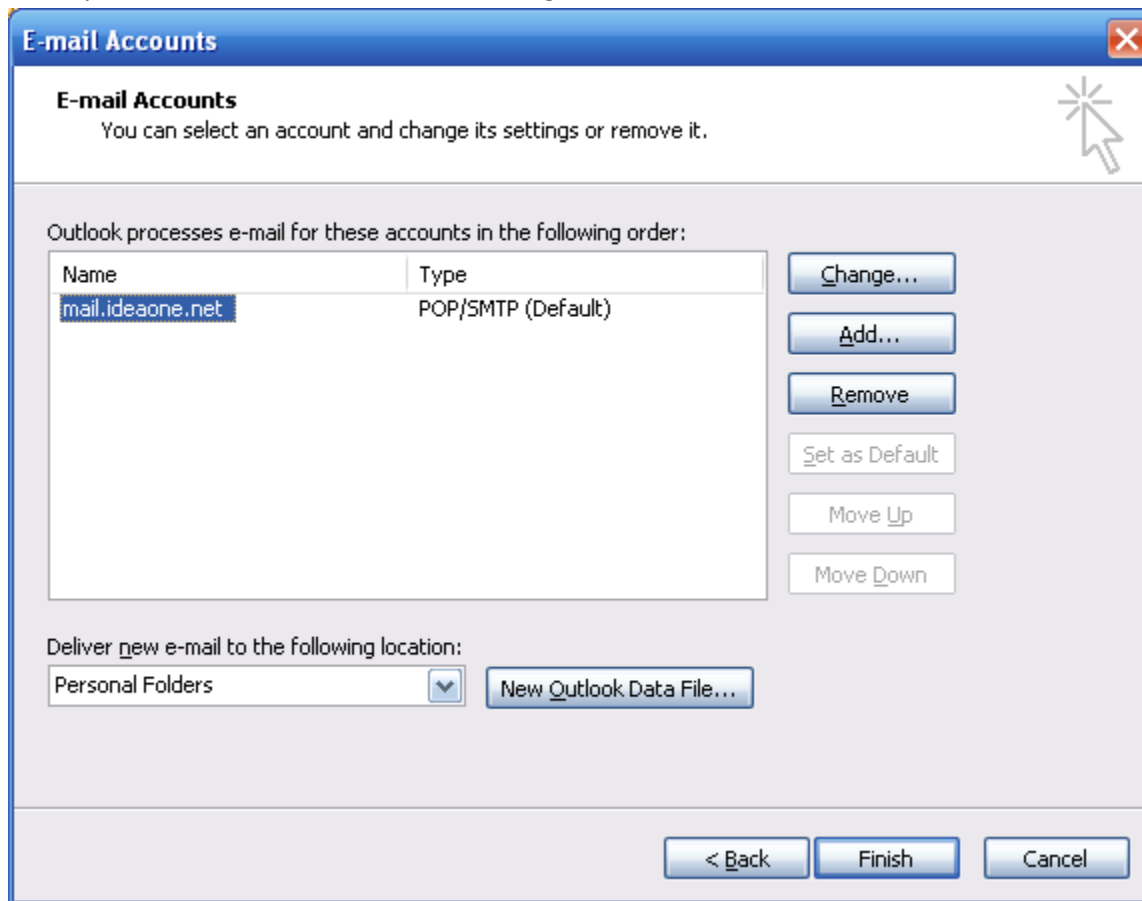 E-mail Accounts
E-mail Accounts
You can select an account and change its settings or remove it.
Outlook processes e-mail for these accounts in the following order:
Name Type
mail.ideaone.net POP/SMTP (Default)
Change...
Add...
Remove
Set as Default
Move Up
Move Down
Deliver new e-mail to the following location:
Personal Folders New Outlook Data File...
< Back Finish Cancel